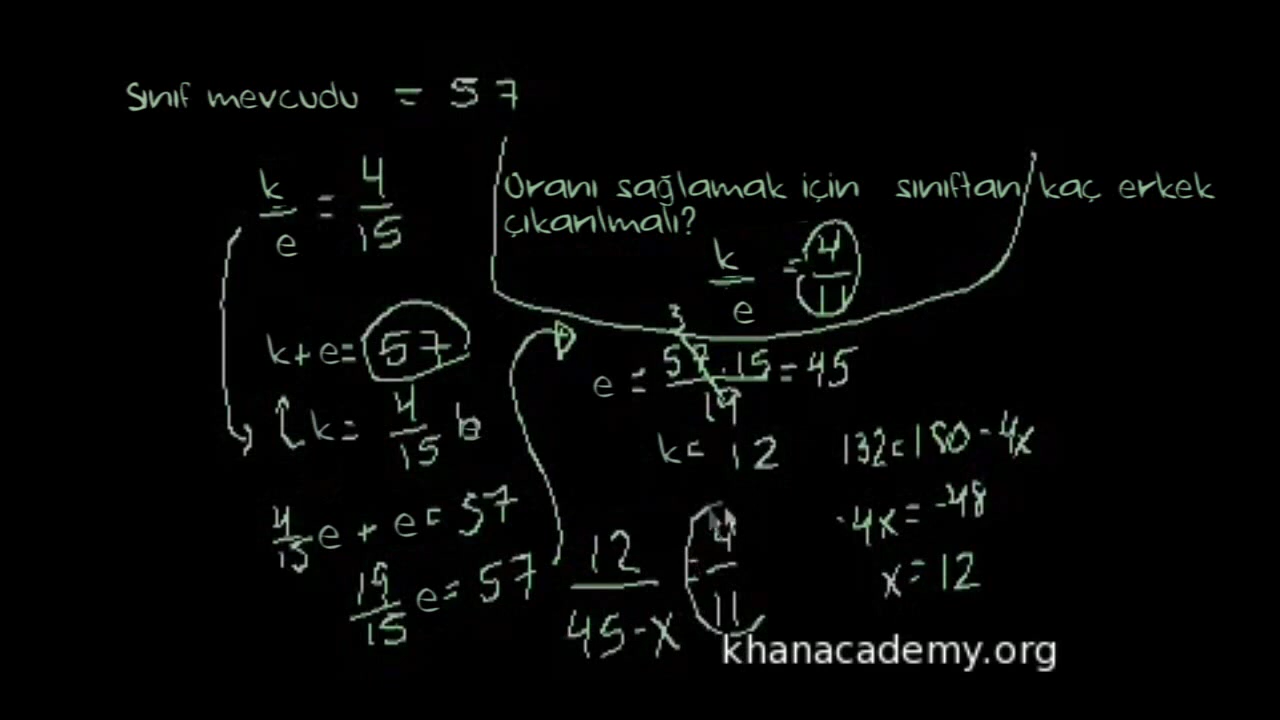 Sınıf mevcudu = 57
k/e = 4/15
Oranı sağlamak için sınıftan kaç erkek
çıkarılmalı?
k/e = 4/11
k+e=57
k= 4/15 e
4/15 e + e = 57
19/15 e = 57
3
e = 57.15/19 = 45
k= 12
12/45-x = 4/11
132=180-4x
-4x=-48
x=12
khanacademy.org